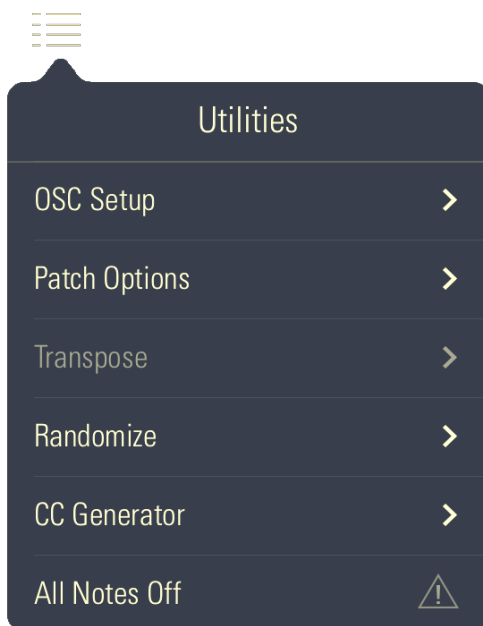 Utilities
OSC Setup
Patch Options
Transpose
Randomize
CC Generator
All Notes Off